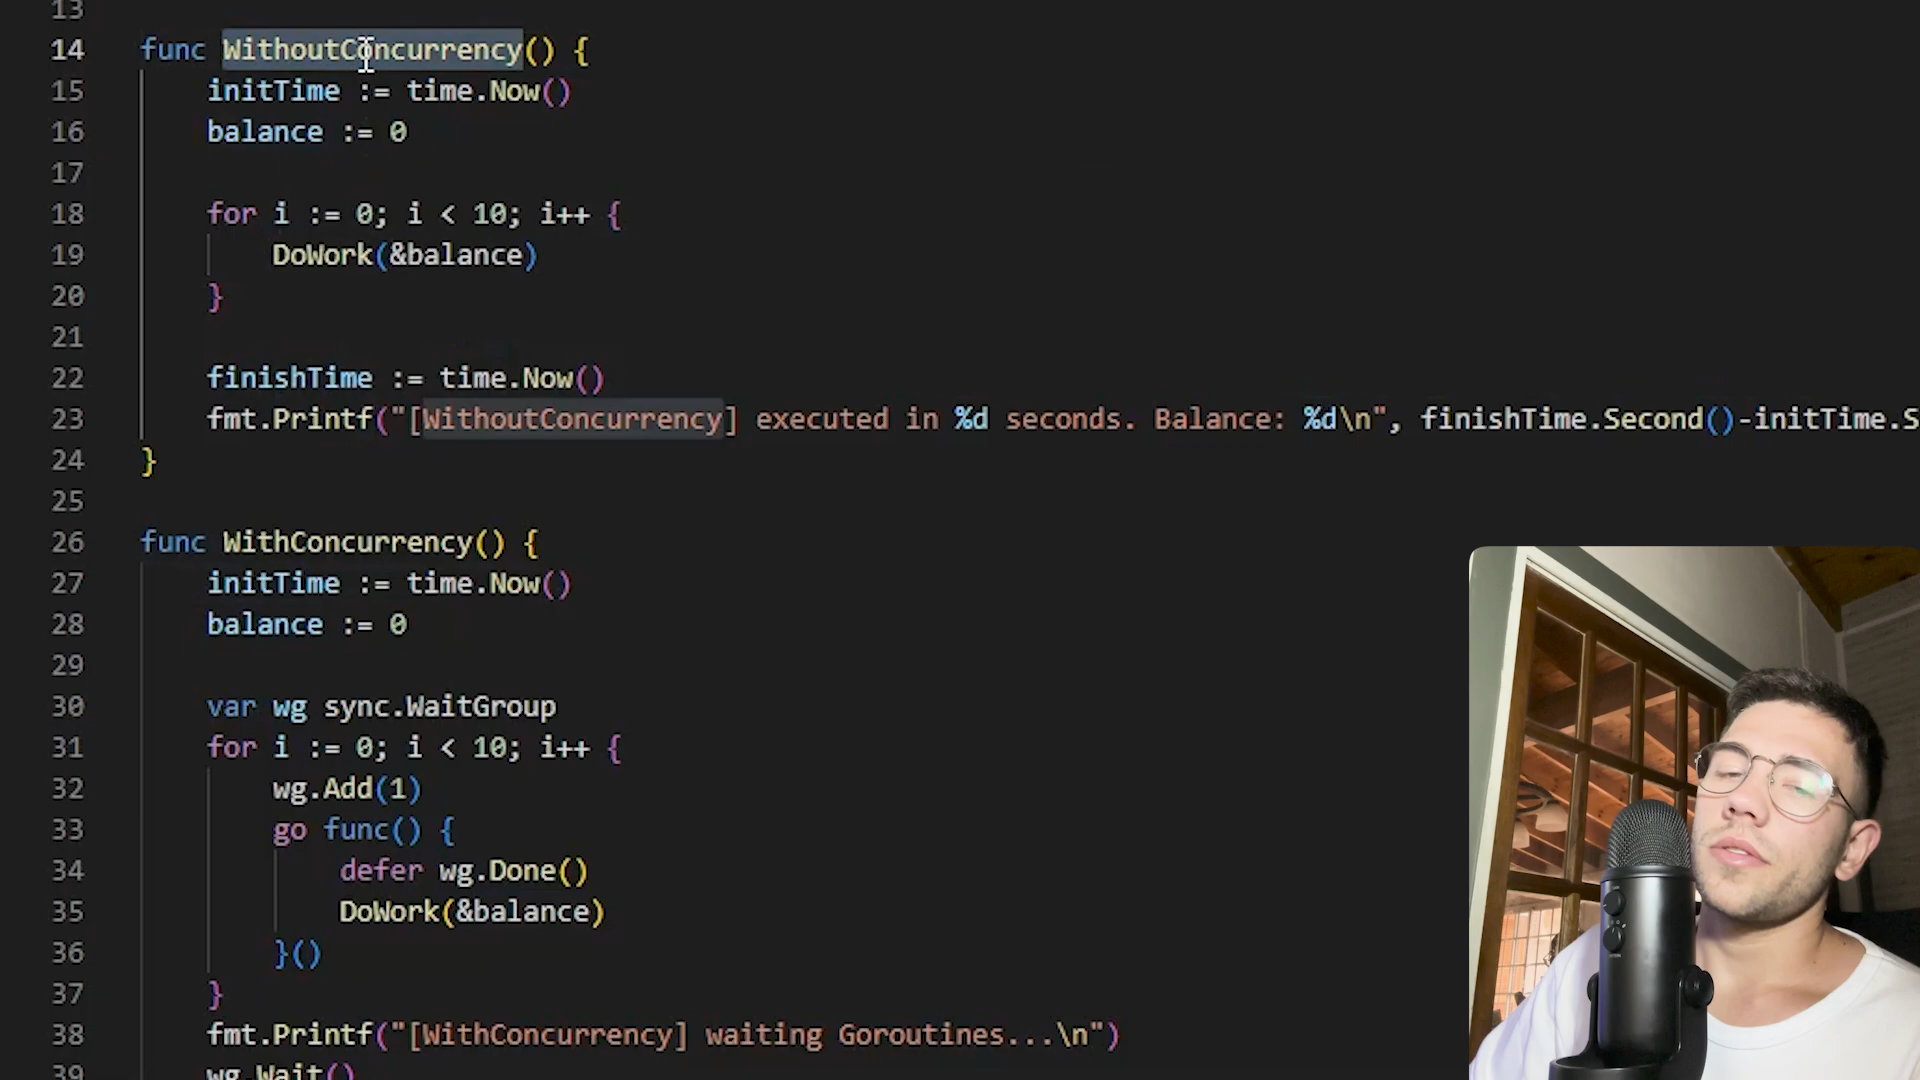 13
14 func WithoutConcurrency() {
15 initTime := time.Now()
16 balance := 0
17
18 for i := 0; i < 10; i++ {
19 DoWork(&balance)
20 }
21
22 finishTime := time.Now()
23 fmt.Printf("[WithoutConcurrency] executed in %d seconds. Balance: %d\n", finishTime.Second()-initTime.S
24 }
25
26 func WithConcurrency() {
27 initTime := time.Now()
28 balance := 0
29
30 var wg sync.WaitGroup
31 for i := 0; i < 10; i++ {
32 wg.Add(1)
33 go func() {
34 defer wg.Done()
35 DoWork(&balance)
36 }()
37 }
38 fmt.Printf("[WithConcurrency] waiting Goroutines...\n")
39 wg.Wait()